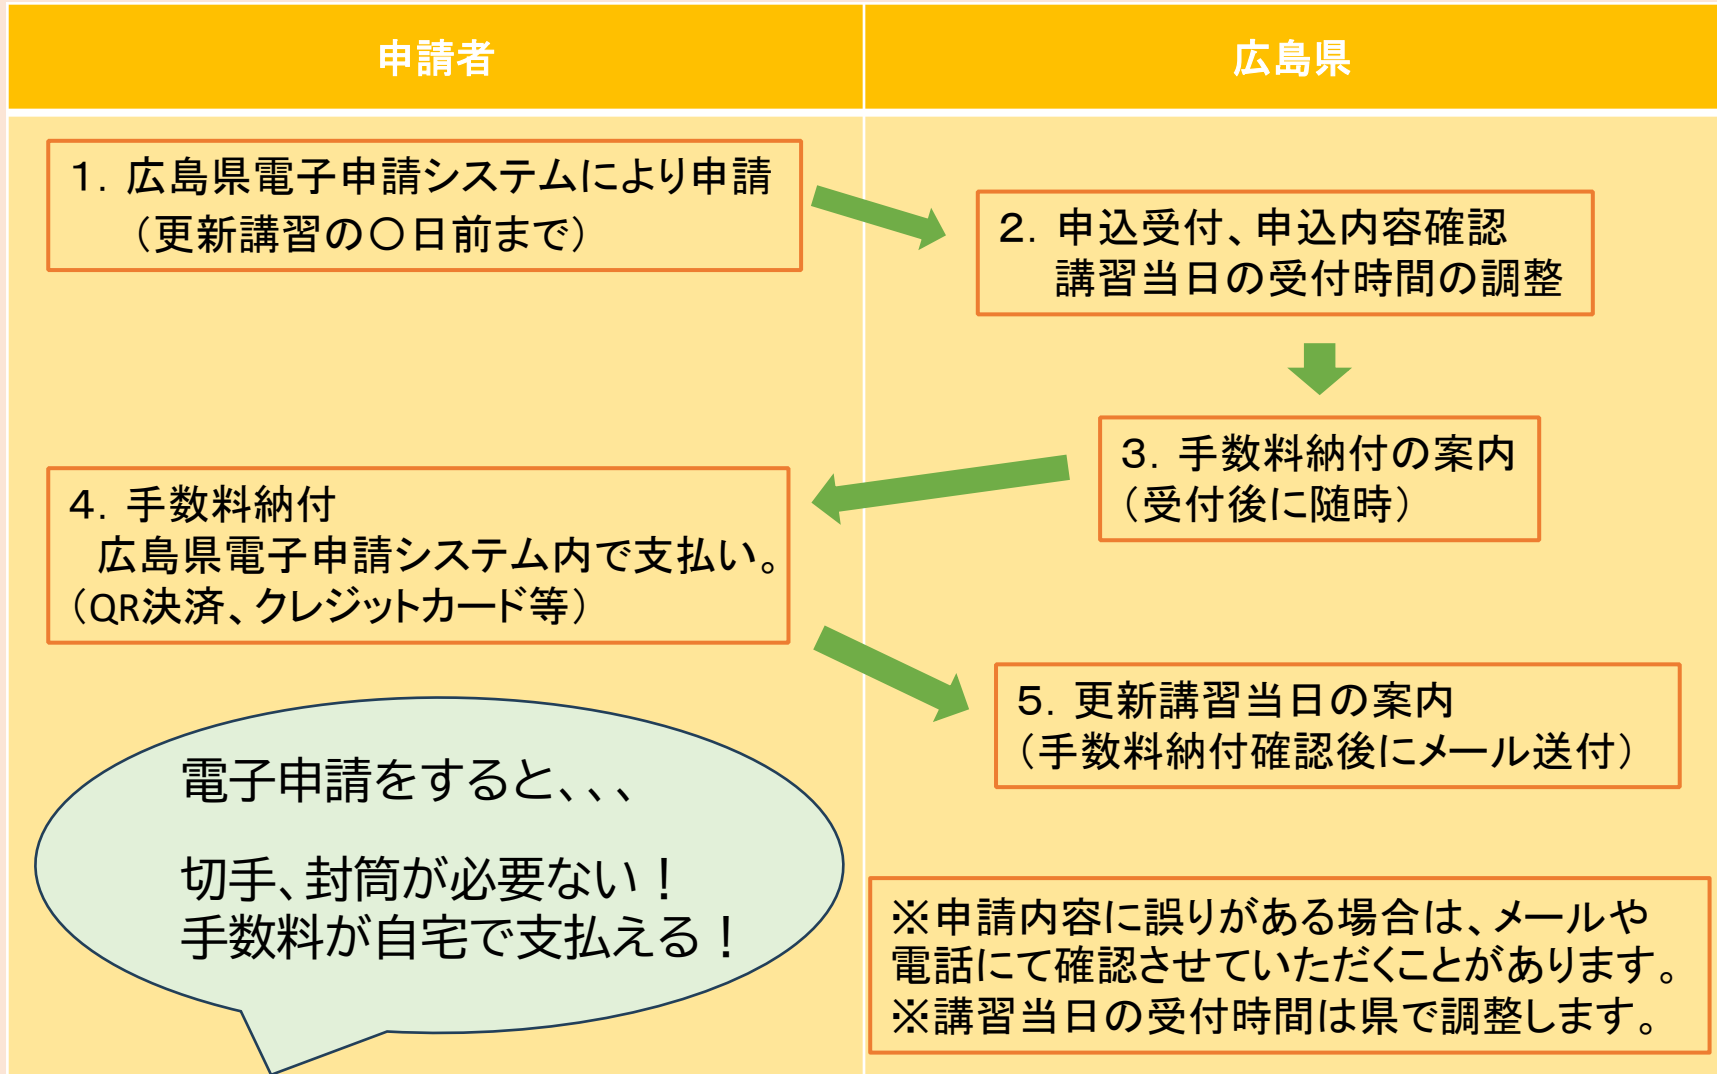 申請者
広島県
1．広島県電子申請システムにより申請
（更新講習の〇日前まで）
2．申込受付、申込内容確認
講習当日の受付時間の調整
3．手数料納付の案内
（受付後に随時）
4．手数料納付
広島県電子申請システム内で支払い。
（QR決済、クレジットカード等）
5．更新講習当日の案内
（手数料納付確認後にメール送付）
電子申請をすると、、、
切手、封筒が必要ない！
手数料が自宅で支払える！
※申請内容に誤りがある場合は、メールや
電話にて確認させていただくことがあります。
※講習当日の受付時間は県で調整します。